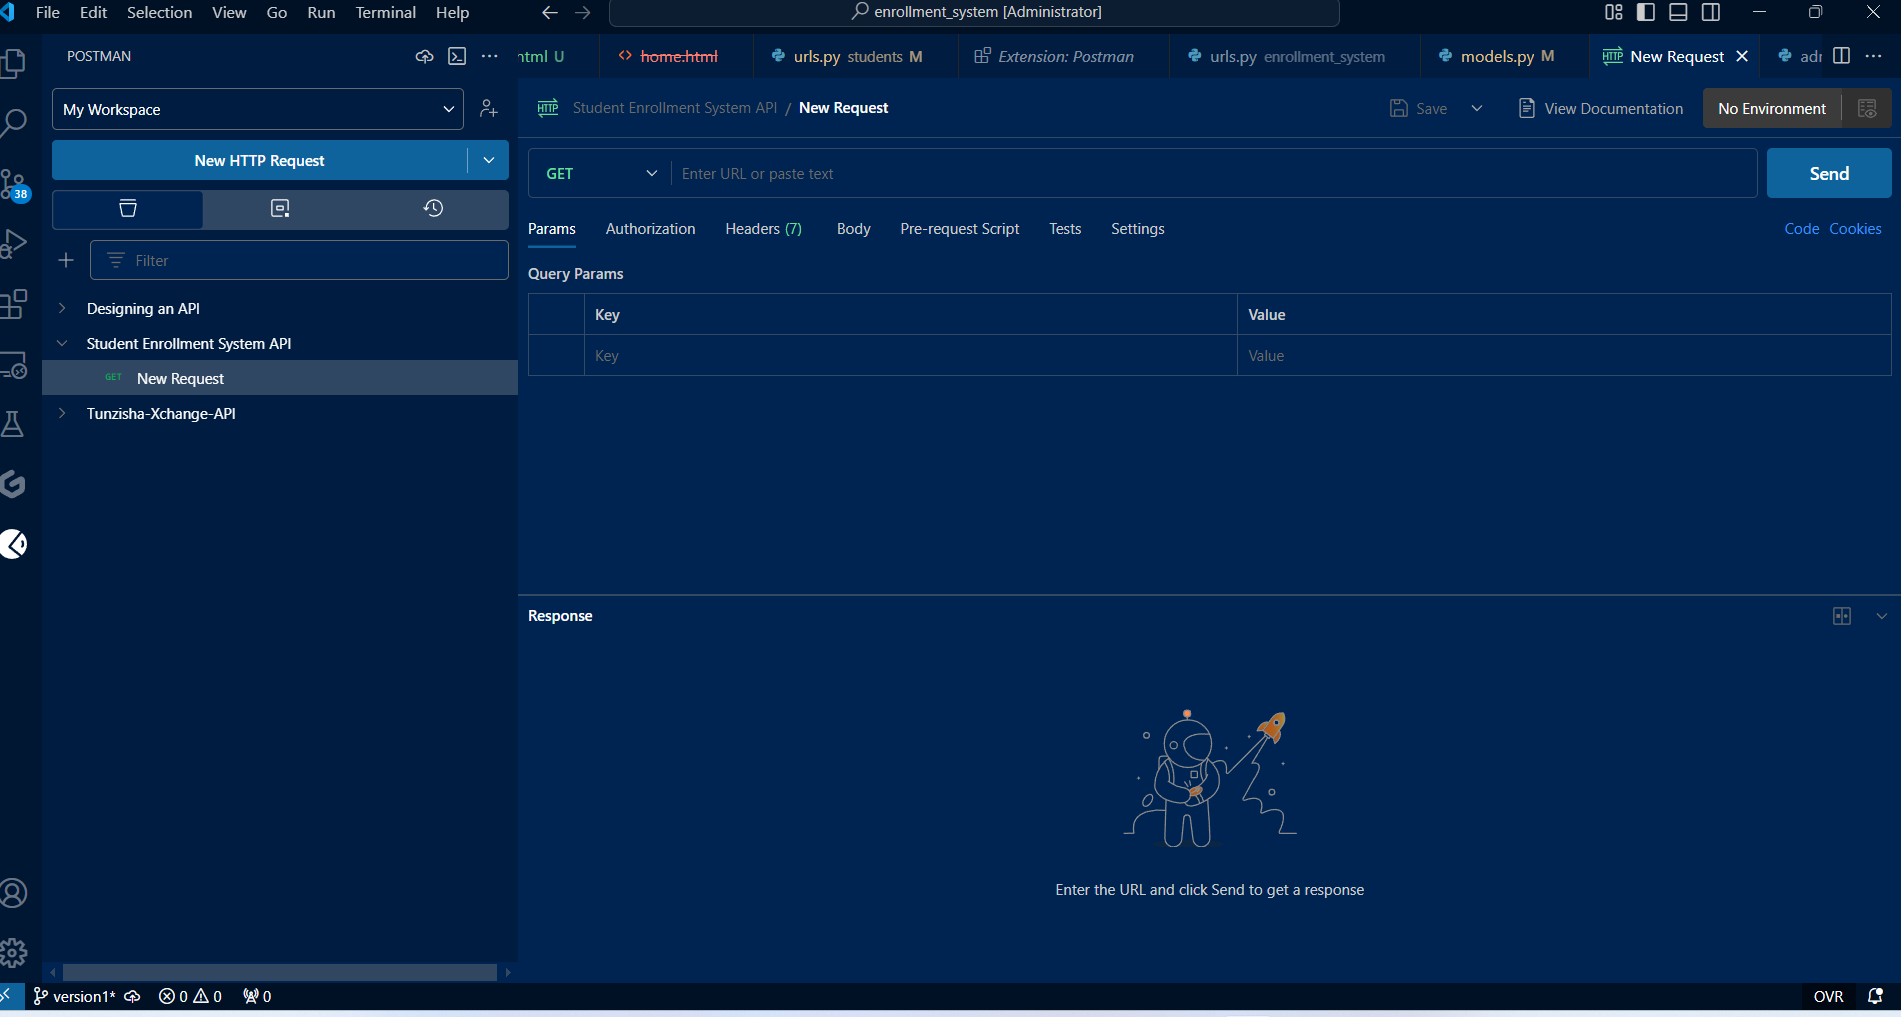 File Edit Selection View Go Run Terminal Help
enrollment_system [Administrator]
POSTMAN
html U
home.html
urls.py students M
Extension: Postman
urls.py enrollment_system
models.py M
New Request
adr
My Workspace
Student Enrollment System API / New Request
Save
View Documentation
No Environment
New HTTP Request
GET
Enter URL or paste text
Send
38
Params Authorization Headers (7) Body Pre-request Script Tests Settings
Code Cookies
Filter
Query Params
Key Value
Key Value
Designing an API
Student Enrollment System API
GET New Request
Tunzisha-Xchange-API
Response
Enter the URL and click Send to get a response
version1* 0 0 0
OVR